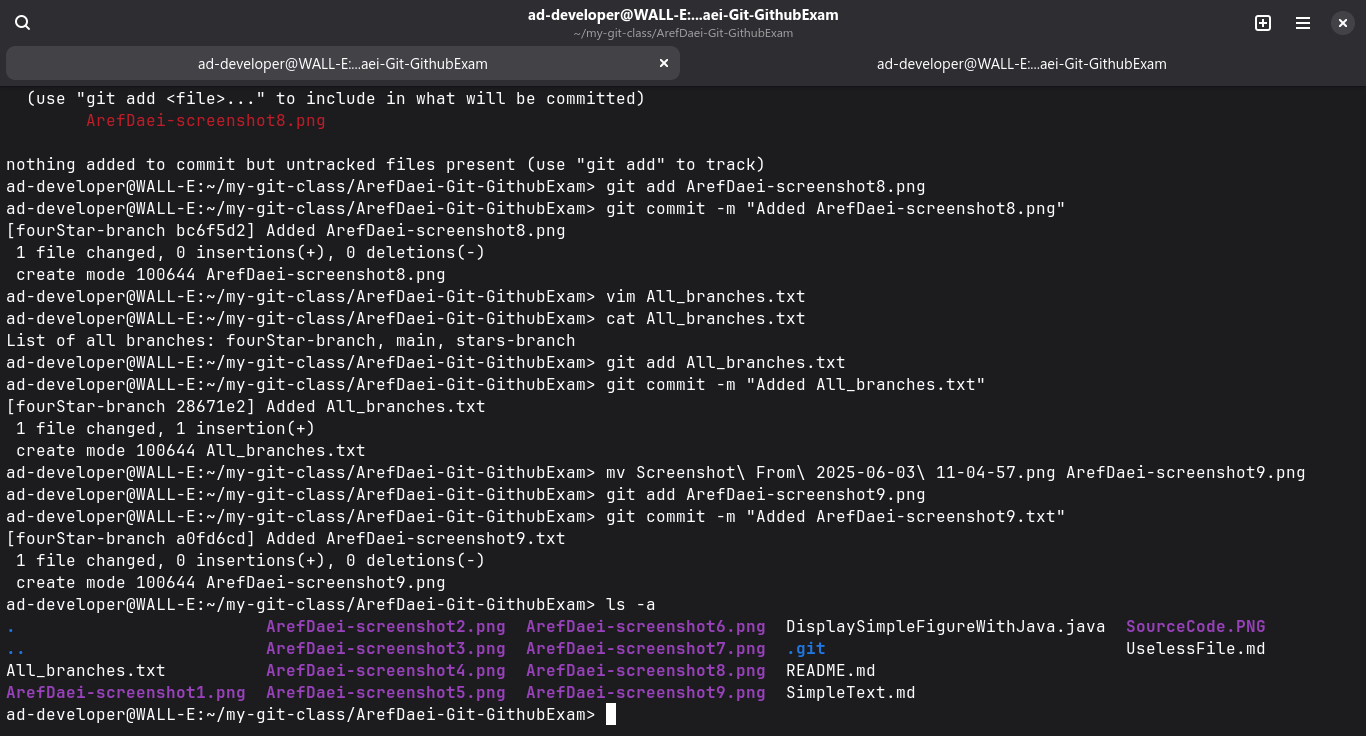 ad-developer@WALL-E:...aei-Git-GithubExam
~/my-git-class/ArefDaei-Git-GithubExam
ad-developer@WALL-E:...aei-Git-GithubExam ad-developer@WALL-E:...aei-Git-GithubExam
(use "git add <file>..." to include in what will be committed)
ArefDaei-screenshot8.png
nothing added to commit but untracked files present (use "git add" to track)
ad-developer@WALL-E:~/my-git-class/ArefDaei-Git-GithubExam> git add ArefDaei-screenshot8.png
ad-developer@WALL-E:~/my-git-class/ArefDaei-Git-GithubExam> git commit -m "Added ArefDaei-screenshot8.png"
[fourStar-branch bc6f5d2] Added ArefDaei-screenshot8.png
1 file changed, 0 insertions(+), 0 deletions(-)
create mode 100644 ArefDaei-screenshot8.png
ad-developer@WALL-E:~/my-git-class/ArefDaei-Git-GithubExam> vim All_branches.txt
ad-developer@WALL-E:~/my-git-class/ArefDaei-Git-GithubExam> cat All_branches.txt
List of all branches: fourStar-branch, main, stars-branch
ad-developer@WALL-E:~/my-git-class/ArefDaei-Git-GithubExam> git add All_branches.txt
ad-developer@WALL-E:~/my-git-class/ArefDaei-Git-GithubExam> git commit -m "Added All_branches.txt"
[fourStar-branch 28671e2] Added All_branches.txt
1 file changed, 1 insertion(+)
create mode 100644 All_branches.txt
ad-developer@WALL-E:~/my-git-class/ArefDaei-Git-GithubExam> mv Screenshot\ From\ 2025-06-03\ 11-04-57.png ArefDaei-screenshot9.png
ad-developer@WALL-E:~/my-git-class/ArefDaei-Git-GithubExam> git add ArefDaei-screenshot9.png
ad-developer@WALL-E:~/my-git-class/ArefDaei-Git-GithubExam> git commit -m "Added ArefDaei-screenshot9.txt"
[fourStar-branch a0fd6cd] Added ArefDaei-screenshot9.txt
1 file changed, 0 insertions(+), 0 deletions(-)
create mode 100644 ArefDaei-screenshot9.png
ad-developer@WALL-E:~/my-git-class/ArefDaei-Git-GithubExam> ls -a
. ArefDaei-screenshot2.png ArefDaei-screenshot6.png DisplaySimpleFigureWithJava.java SourceCode.PNG
.. ArefDaei-screenshot3.png ArefDaei-screenshot7.png .git UselessFile.md
All_branches.txt ArefDaei-screenshot4.png ArefDaei-screenshot8.png README.md
ArefDaei-screenshot1.png ArefDaei-screenshot5.png ArefDaei-screenshot9.png SimpleText.md
ad-developer@WALL-E:~/my-git-class/ArefDaei-Git-GithubExam>